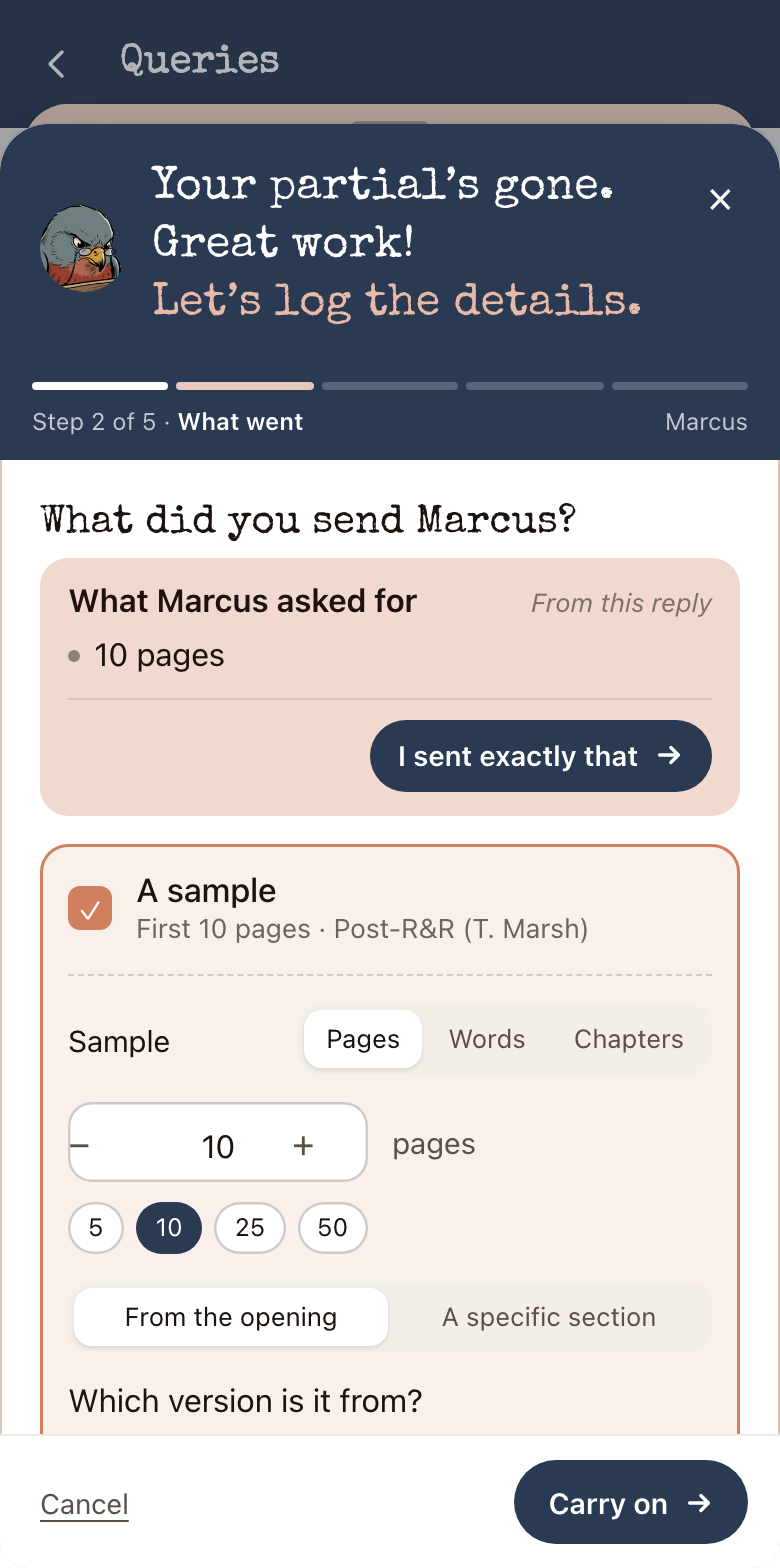 Queries
Your partial’s gone.
Great work!
Let’s log the details.
Step 2 of 5 · What went
Marcus
What did you send Marcus?
What Marcus asked for
From this reply
10 pages
I sent exactly that →
A sample
First 10 pages · Post-R&R (T. Marsh)
Sample
Pages
Words
Chapters
− 10 +
pages
5
10
25
50
From the opening
A specific section
Which version is it from?
Cancel
Carry on →